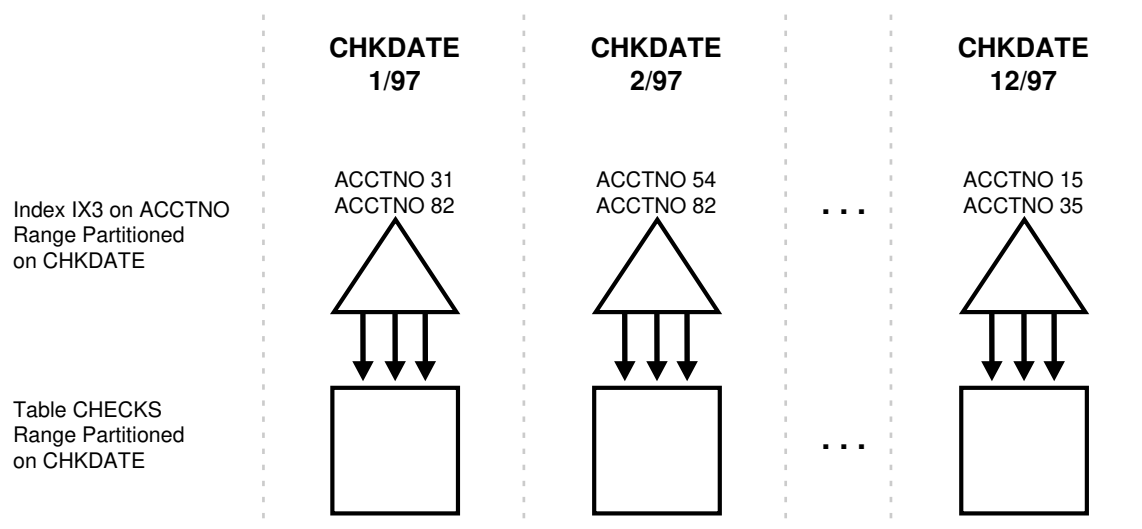 CHKDATE
1/97
CHKDATE
2/97
CHKDATE
12/97
Index IX3 on ACCTNO
Range Partitioned
on CHKDATE
ACCTNO 31
ACCTNO 82
ACCTNO 54
ACCTNO 82
. . .
ACCTNO 15
ACCTNO 35
Table CHECKS
Range Partitioned
on CHKDATE
. . .